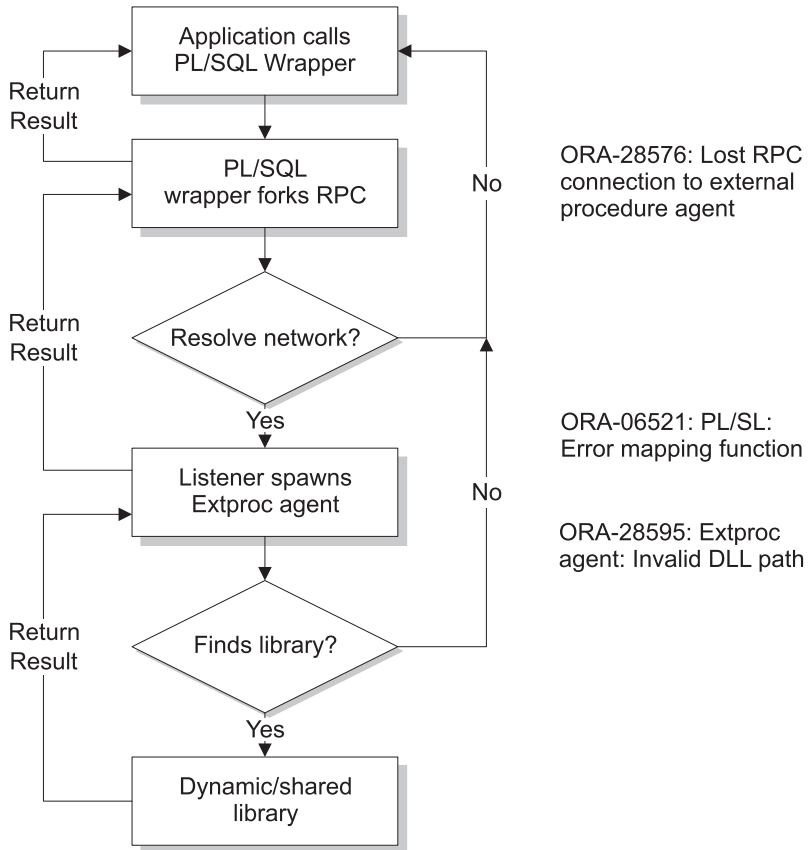 Application calls
PL/SQL Wrapper
Return
Result
PL/SQL
wrapper forks RPC
No
ORA-28576: Lost RPC
connection to external
procedure agent
Resolve network?
Return
Result
Yes
ORA-06521: PL/SL:
Error mapping function
Listener spawns
Extproc agent
No
ORA-28595: Extproc
agent: Invalid DLL path
Finds library?
Return
Result
Yes
Dynamic/shared
library